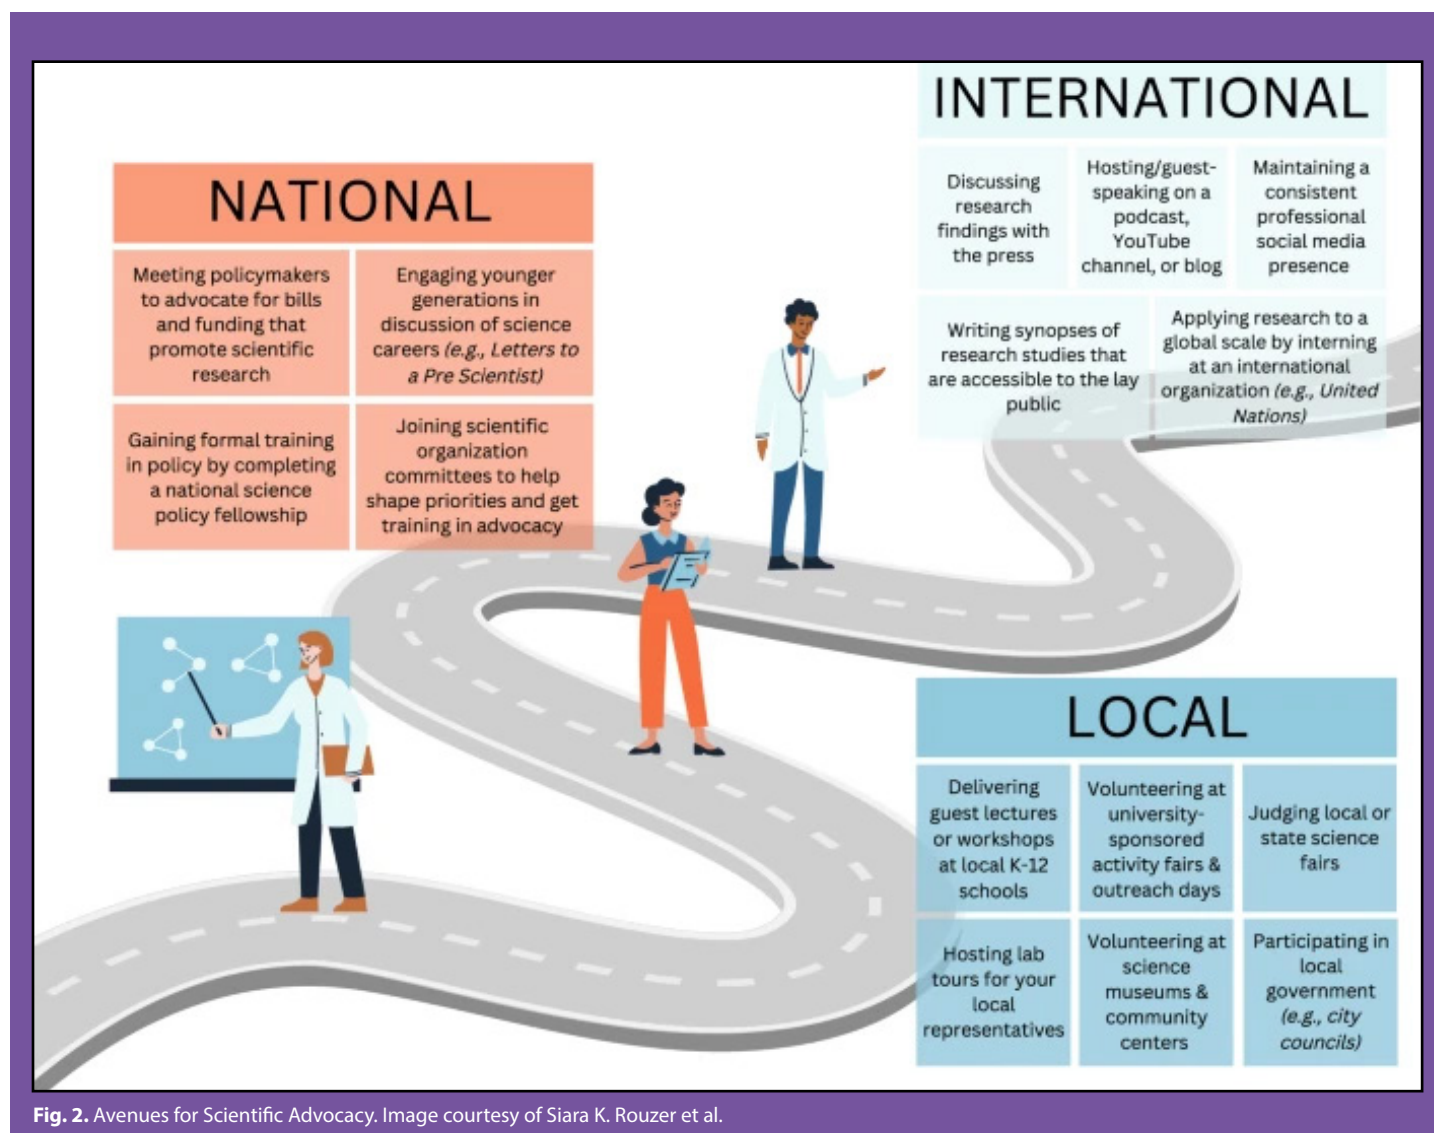 INTERNATIONAL
Discussing
research
findings with
the press
Hosting/guest-
speaking on a
podcast,
YouTube
channel, or blog
Maintaining a
consistent
professional
social media
presence
Writing synopses of
research studies that
are accessible to the lay
public
Applying research to a
global scale by interning
at an international
organization (e.g., United
Nations)
NATIONAL
Meeting policymakers
to advocate for bills
and funding that
promote scientific
research
Engaging younger
generations in
discussion of science
careers (e.g., Letters to
a Pre Scientist)
Gaining formal training
in policy by completing
a national science
policy fellowship
Joining scientific
organization
committees to help
shape priorities and get
training in advocacy
LOCAL
Delivering
guest lectures
or workshops
at local K-12
schools
Volunteering at
university-
sponsored
activity fairs &
outreach days
Judging local or
state science
fairs
Hosting lab
tours for your
local
representatives
Volunteering at
science
museums &
community
centers
Participating in
local
government
(e.g., city
councils)
Fig. 2. Avenues for Scientific Advocacy. Image courtesy of Siara K. Rouzer et al.